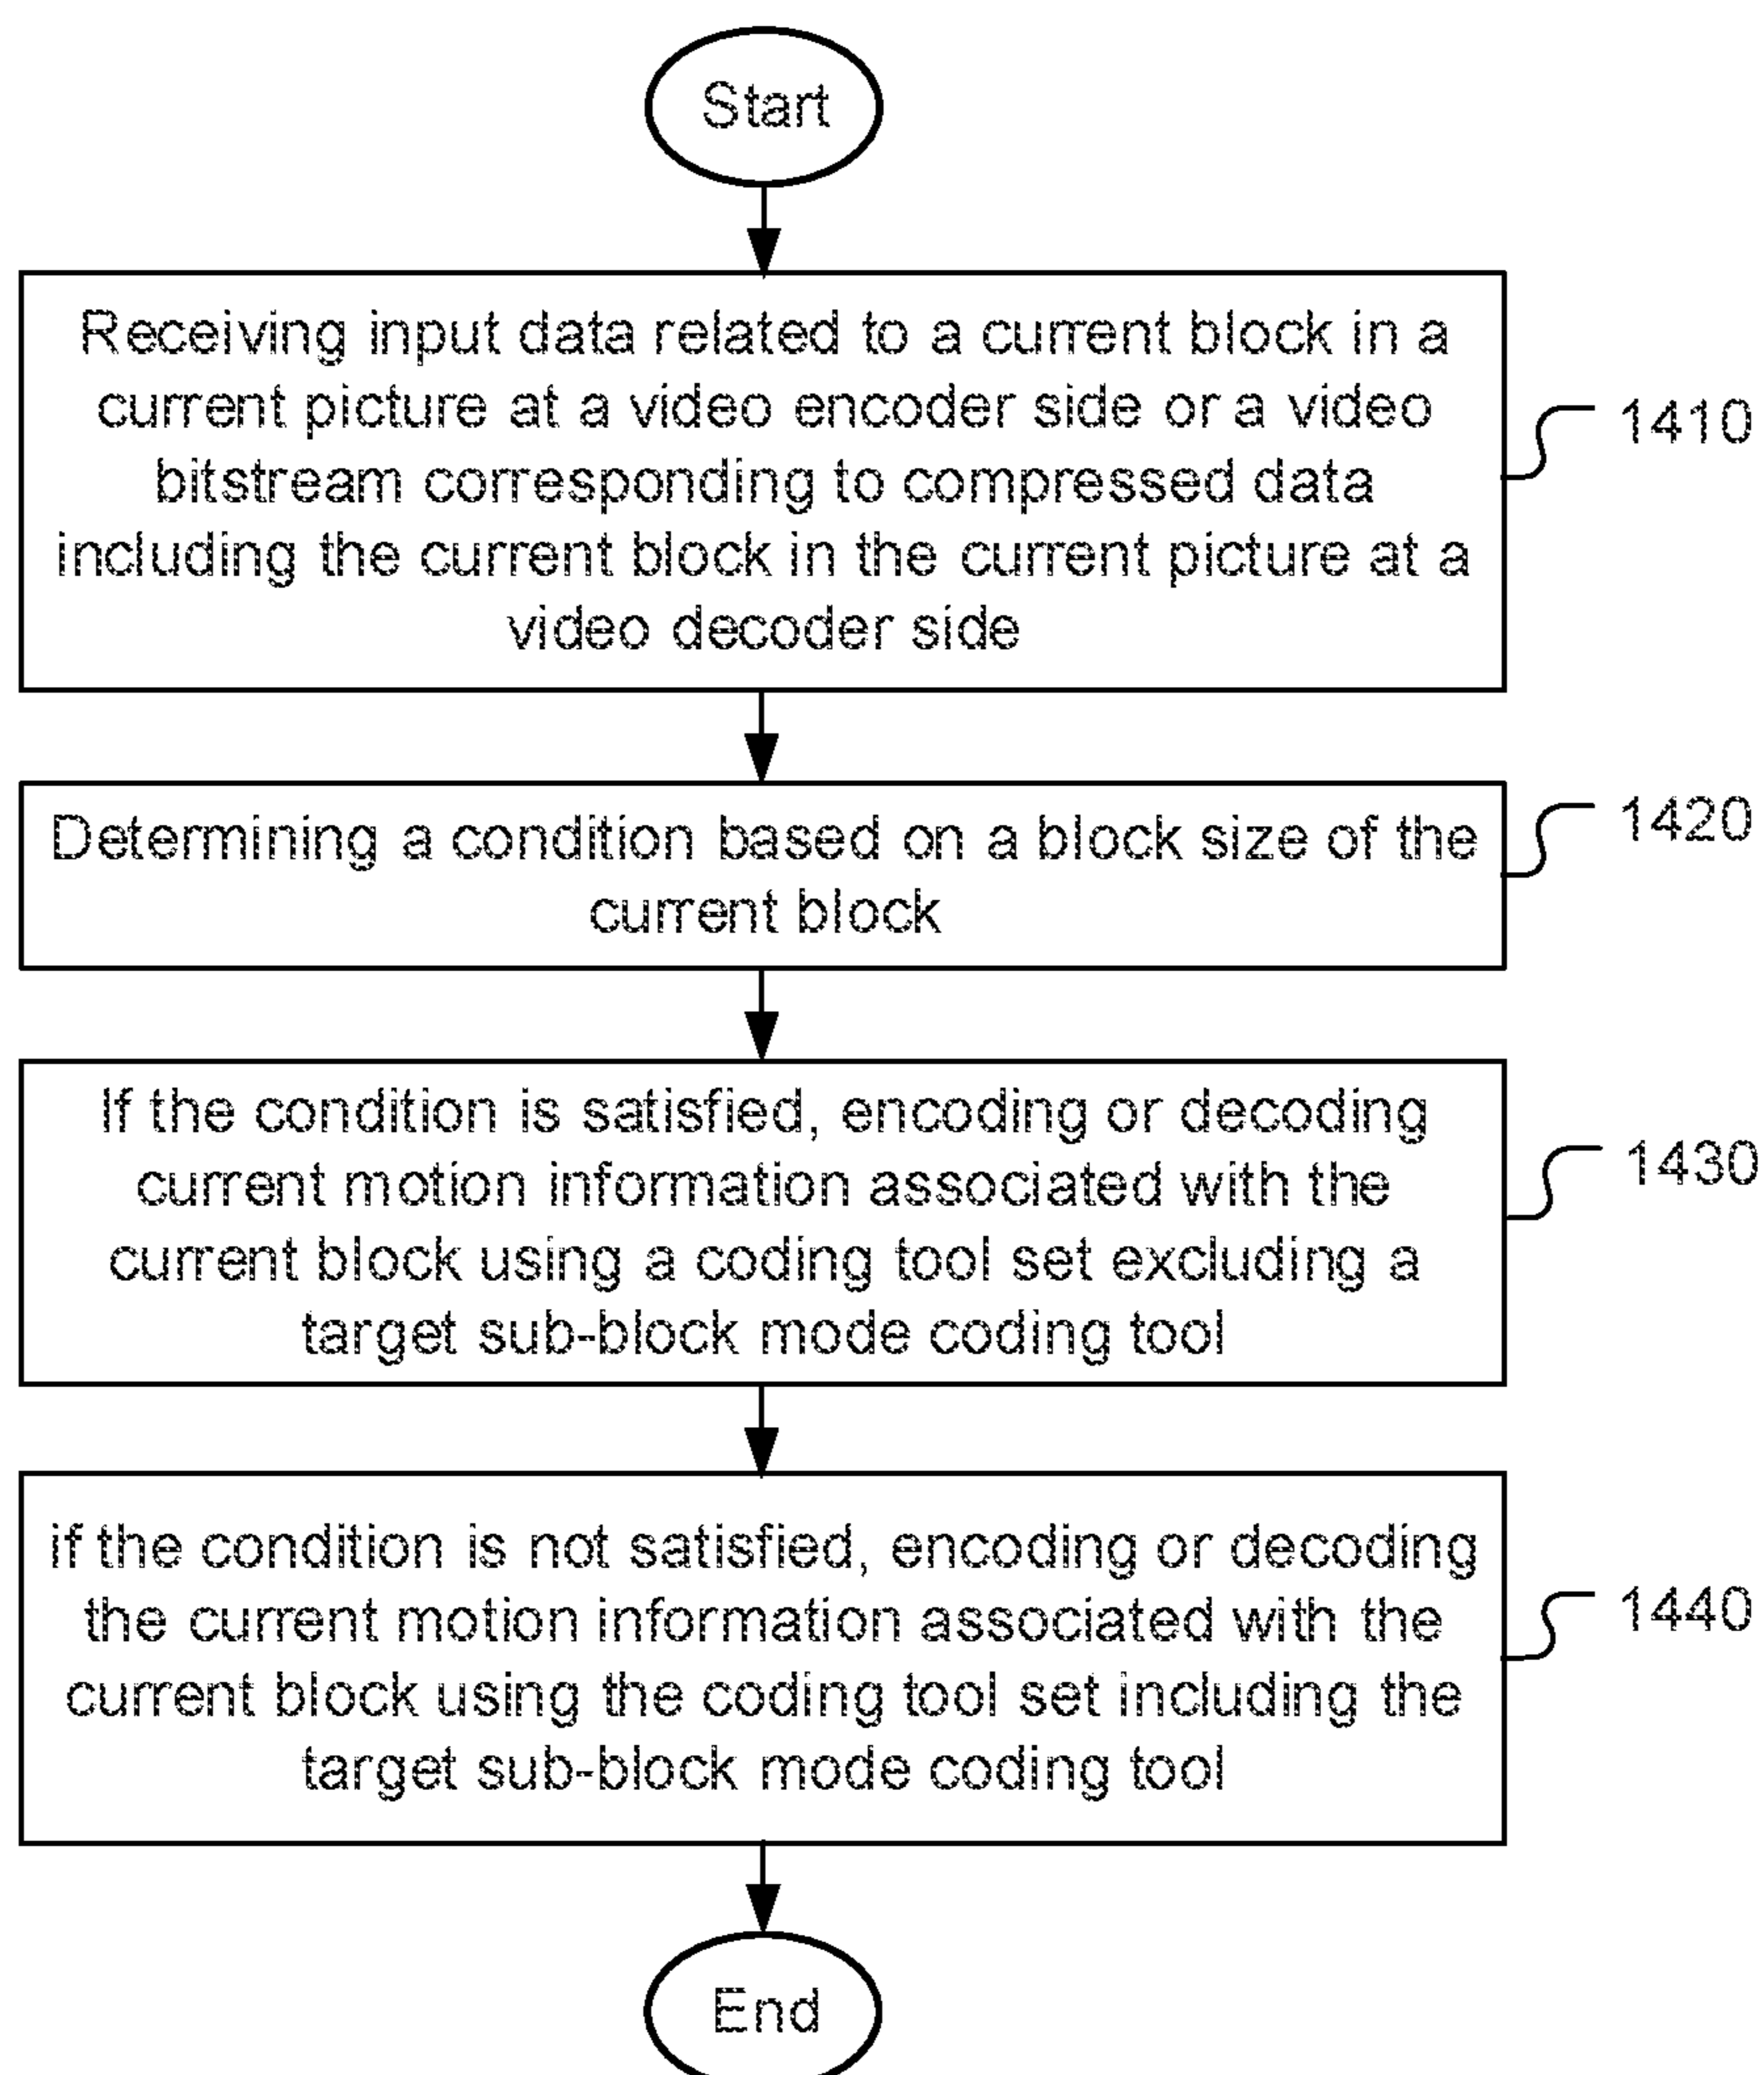 Start
Receiving input data related to a current block in a
current picture at a video encoder side or a video
bitstream corresponding to compressed data
including the current block in the current picture at a
video decoder side
1410
Determining a condition based on a block size of the
current block
1420
If the condition is satisfied, encoding or decoding
current motion information associated with the
current block using a coding tool set excluding a
target sub-block mode coding tool
1430
if the condition is not satisfied, encoding or decoding
the current motion information associated with the
current block using the coding tool set including the
target sub-block mode coding tool
1440
End